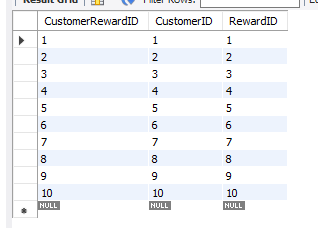 Result Grid Filter Rows:
CustomerRewardID CustomerID RewardID
1 1 1
2 2 2
3 3 3
4 4 4
5 5 5
6 6 6
7 7 7
8 8 8
9 9 9
10 10 10
NULL NULL NULL